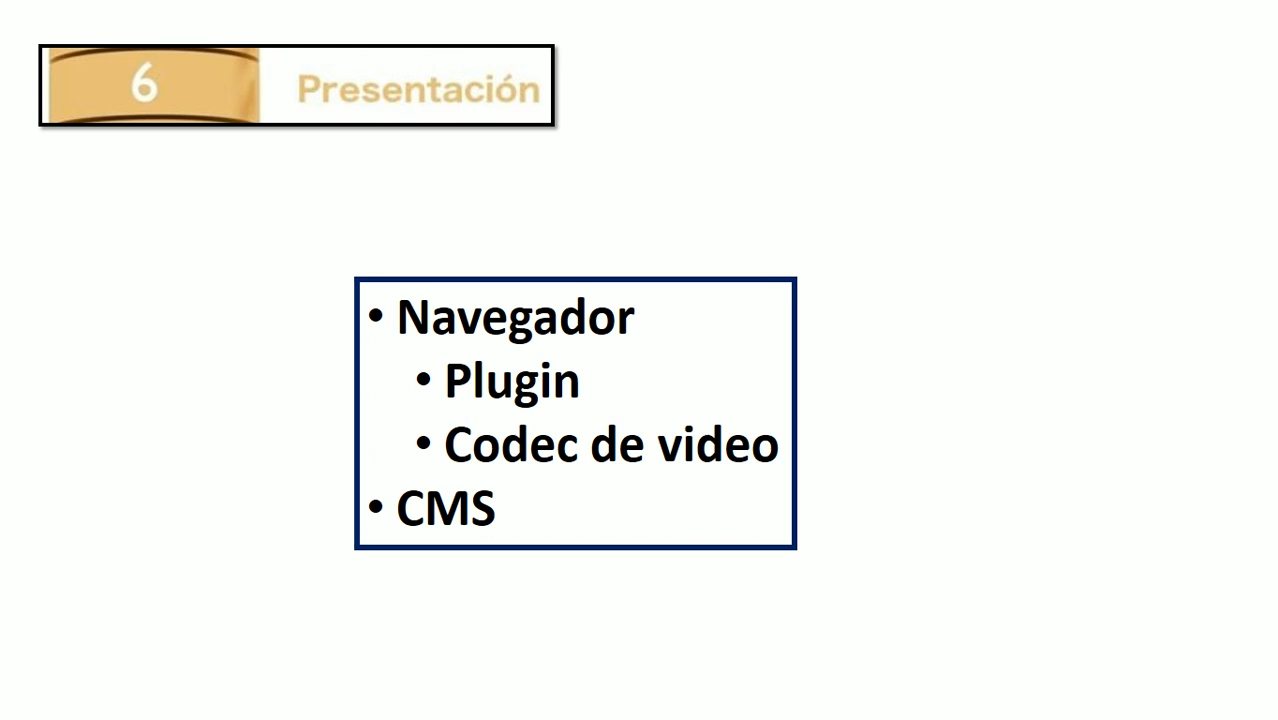 6 Presentación
• Navegador
• Plugin
• Codec de video
• CMS